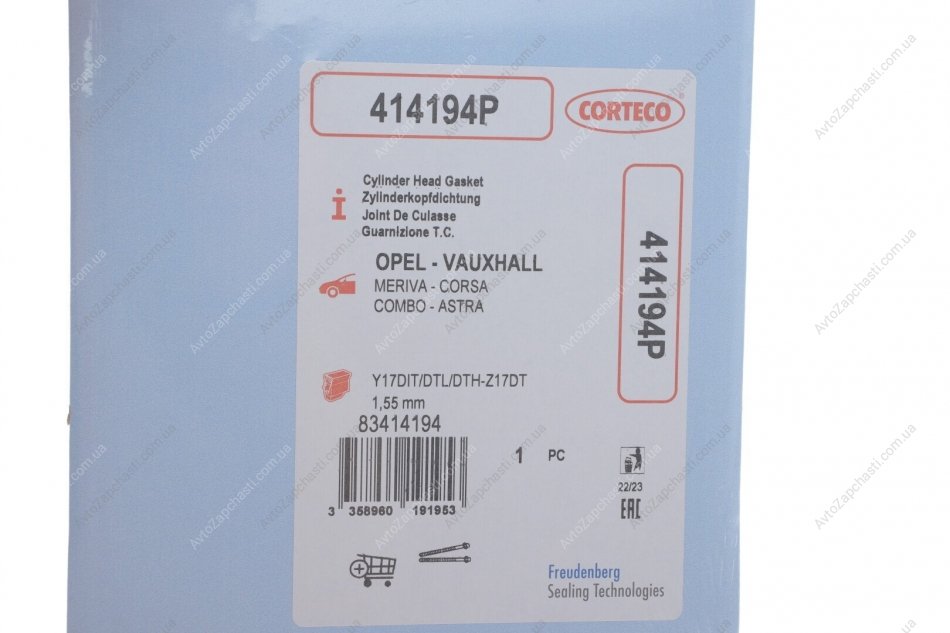 414194P
CORTECO
Cylinder Head Gasket
Zylinderkopfdichtung
Joint De Culasse
Guarnizione T.C.
OPEL - VAUXHALL
MERIVA - CORSA
COMBO - ASTRA
414194P
Y17DIT/DTL/DTH-Z17DT
1,55 mm
83414194
3 358960 191953
1 PC
22/23
EAC
Freudenberg
Sealing Technologies
AvtoZapchasti.com.ua